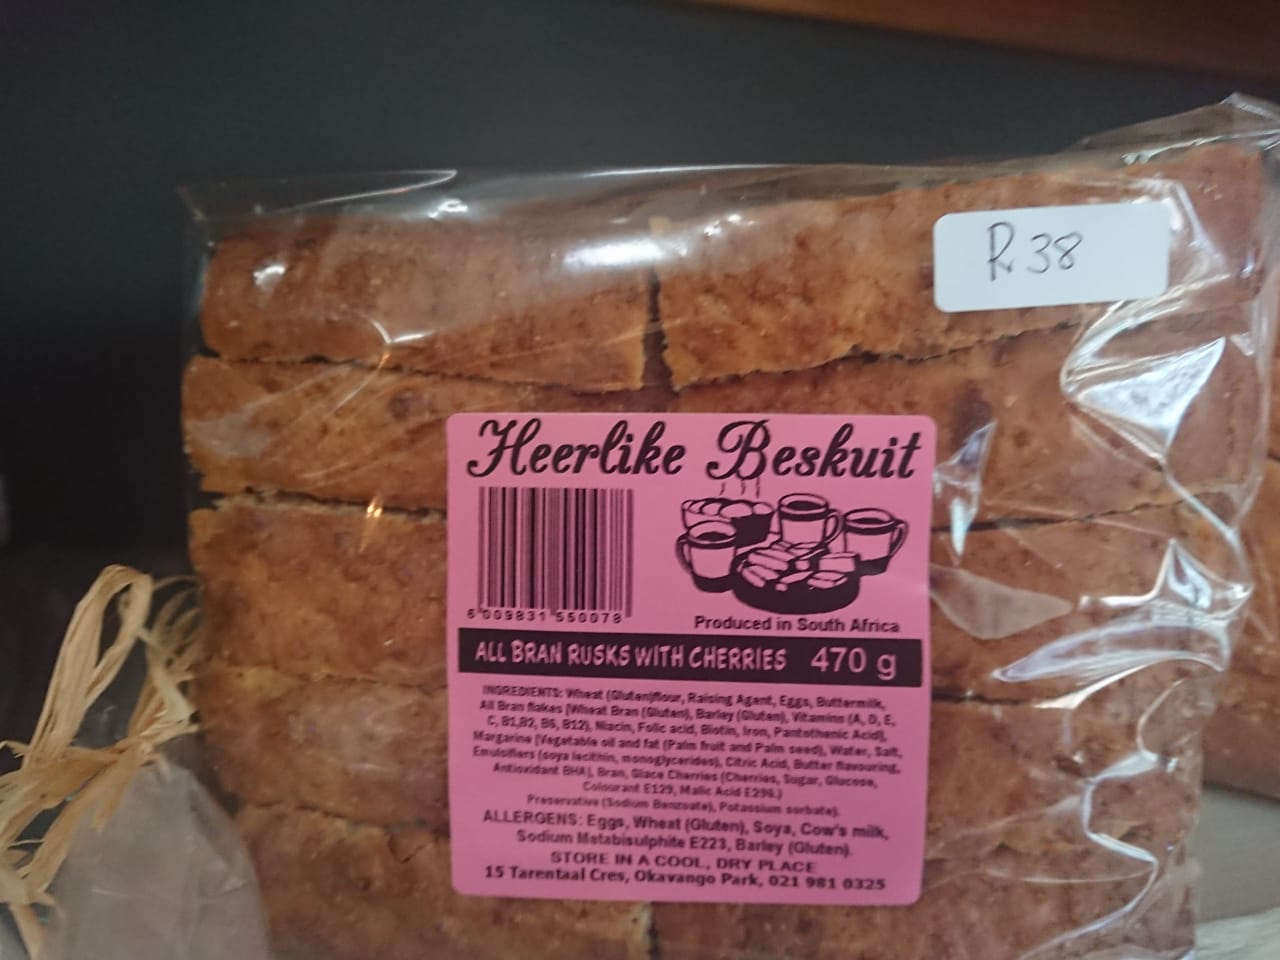 R 38
Heerlike Beskuit
6 009831 550078
Produced in South Africa
ALL BRAN RUSKS WITH CHERRIES 470 g
INGREDIENTS: Wheat (Gluten)flour, Raising Agent, Eggs, Buttermilk,
All Bran flakes [Wheat Bran (Gluten), Barley (Gluten), Vitamins (A, D, E,
C, B1,B2, B6, B12), Niacin, Folic acid, Biotin, Iron, Pantothenic Acid],
Margarine [Vegetable oil and fat (Palm fruit and Palm seed), Water, Salt,
Emulsifiers (soya lecithin, monoglycerides), Citric Acid, Butter flavouring,
Antioxidant BHA], Bran, Glace Cherries (Cherries, Sugar, Glucose,
Colourant E129, Malic Acid E296.)
Preservative (Sodium Benzoate), Potassium sorbate).
ALLERGENS: Eggs, Wheat (Gluten), Soya, Cow's milk,
Sodium Metabisulphite E223, Barley (Gluten).
STORE IN A COOL, DRY PLACE
15 Tarentaal Cres, Okavango Park, 021 981 0325